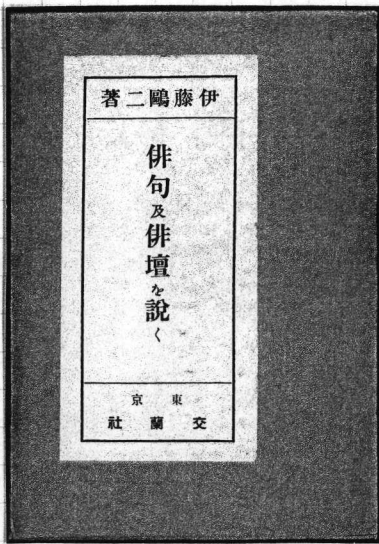 伊藤鷗二著
俳句及俳壇を說く
東京
交蘭社